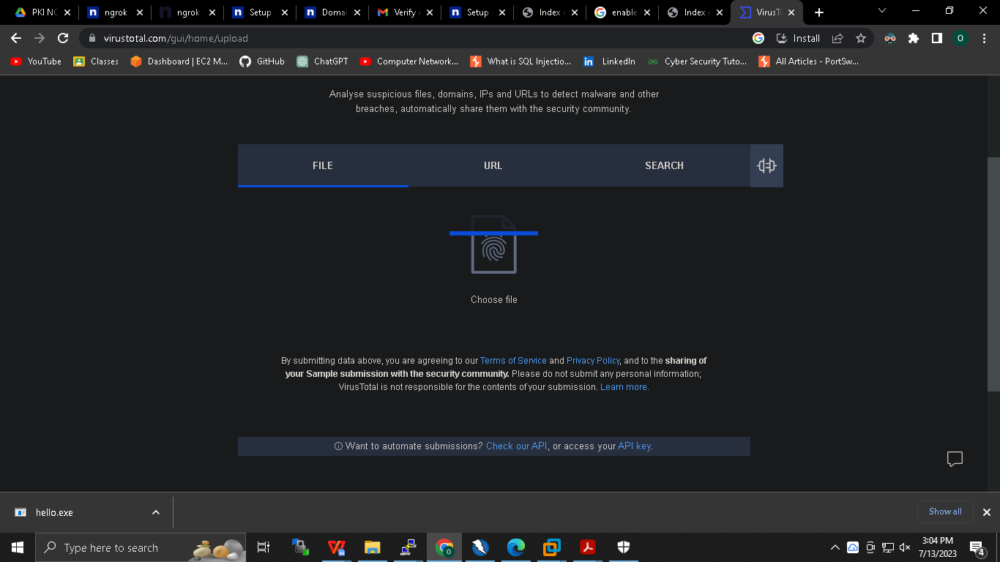 PKI NC
ngrok
ngrok
Setup
Domai
Verify
Setup
Index
enable
Index
VirusT
virustotal.com/gui/home/upload
Install
O
YouTube
Classes
Dashboard | EC2 M...
GitHub
ChatGPT
Computer Network...
What is SQL Injectio...
LinkedIn
Cyber Security Tuto...
All Articles - PortSw...
Analyse suspicious files, domains, IPs and URLs to detect malware and other
breaches, automatically share them with the security community.
FILE
URL
SEARCH
Choose file
By submitting data above, you are agreeing to our Terms of Service and Privacy Policy, and to the sharing of
your Sample submission with the security community. Please do not submit any personal information;
VirusTotal is not responsible for the contents of your submission. Learn more.
Want to automate submissions? Check our API, or access your API key.
hello.exe
Show all
Type here to search
3:04 PM
7/13/2023
4